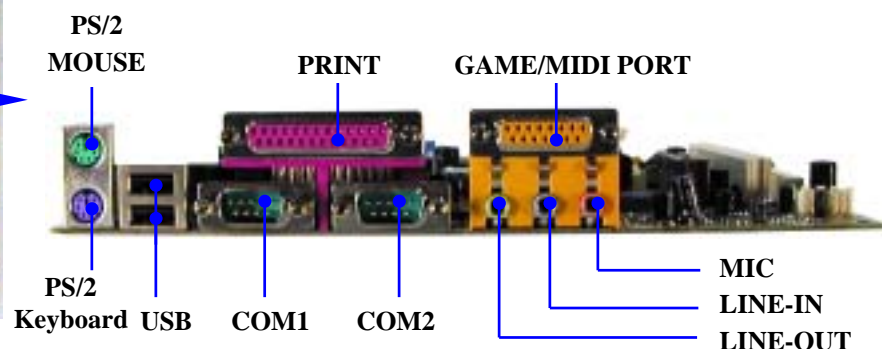 PS/2
MOUSE
PRINT
GAME/MIDI PORT
PS/2
Keyboard
USB
COM1
COM2
MIC
LINE-IN
LINE-OUT